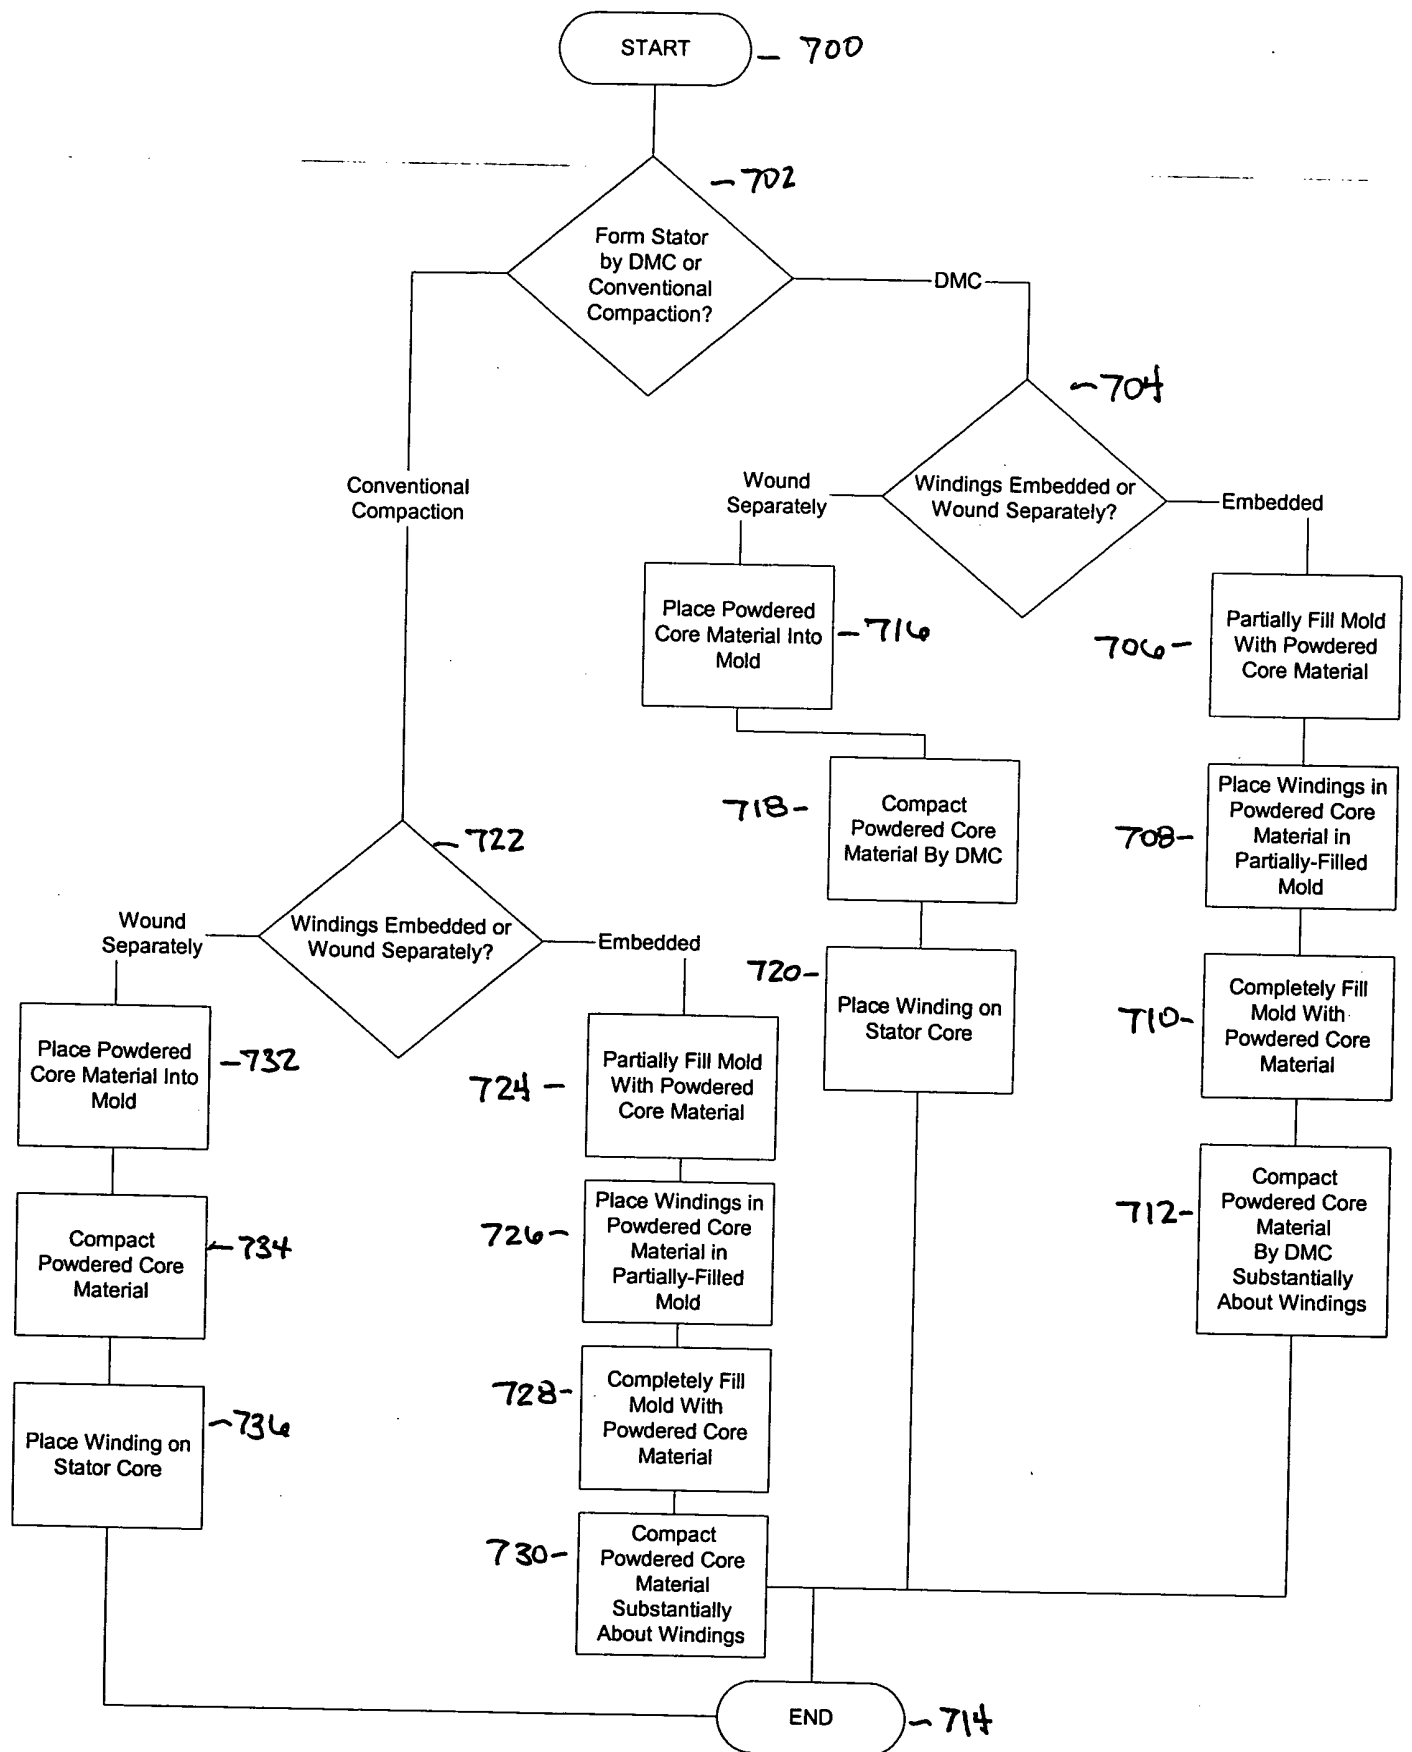 START
700
702
Form Stator
by DMC or
Conventional
Compaction?
DMC
704
Conventional
Compaction
Wound
Separately
Windings Embedded or
Wound Separately?
Embedded
Place Powdered
Core Material Into
Mold
716
706
Partially Fill Mold
With Powdered
Core Material
718
Compact
Powdered Core
Material By DMC
708
Place Windings in
Powdered Core
Material in
Partially-Filled
Mold
722
Wound
Separately
Windings Embedded or
Wound Separately?
Embedded
720
Place Winding on
Stator Core
710
Completely Fill
Mold With
Powdered Core
Material
Place Powdered
Core Material Into
Mold
732
724
Partially Fill Mold
With Powdered
Core Material
712
Compact
Powdered Core
Material
By DMC
Substantially
About Windings
Compact
Powdered Core
Material
734
726
Place Windings in
Powdered Core
Material in
Partially-Filled
Mold
728
Completely Fill
Mold With
Powdered Core
Material
Place Winding on
Stator Core
736
730
Compact
Powdered Core
Material
Substantially
About Windings
END
714